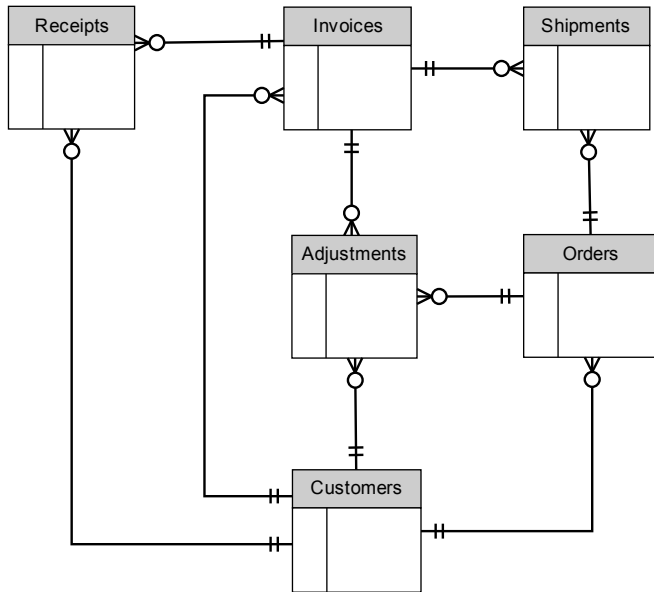 Receipts
Invoices
Shipments
Adjustments
Orders
Customers